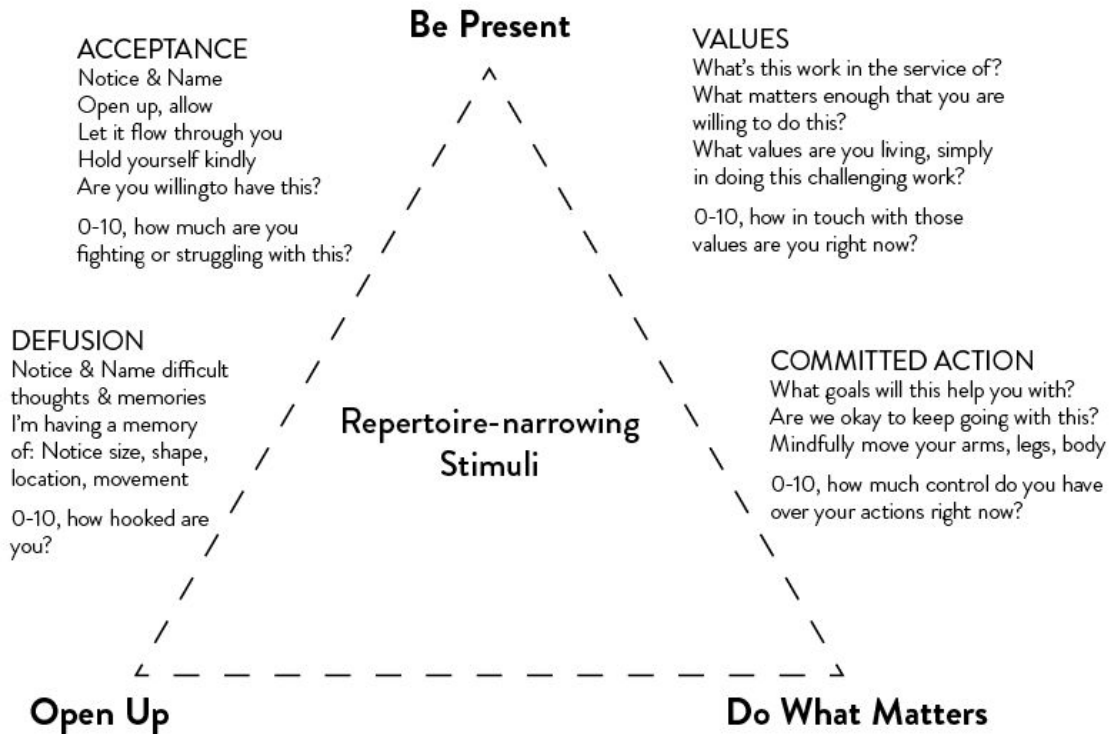 Be Present
ACCEPTANCE
Notice & Name
Open up, allow
Let it flow through you
Hold yourself kindly
Are you willingto have this?
0-10, how much are you
fighting or struggling with this?
VALUES
What's this work in the service of?
What matters enough that you are
willing to do this?
What values are you living, simply
in doing this challenging work?
0-10, how in touch with those
values are you right now?
DEFUSION
Notice & Name difficult
thoughts & memories
I'm having a memory
of: Notice size, shape,
location, movement
0-10, how hooked are
you?
Repertoire-narrowing
Stimuli
COMMITTED ACTION
What goals will this help you with?
Are we okay to keep going with this?
Mindfully move your arms, legs, body
0-10, how much control do you have
over your actions right now?
Open Up
Do What Matters